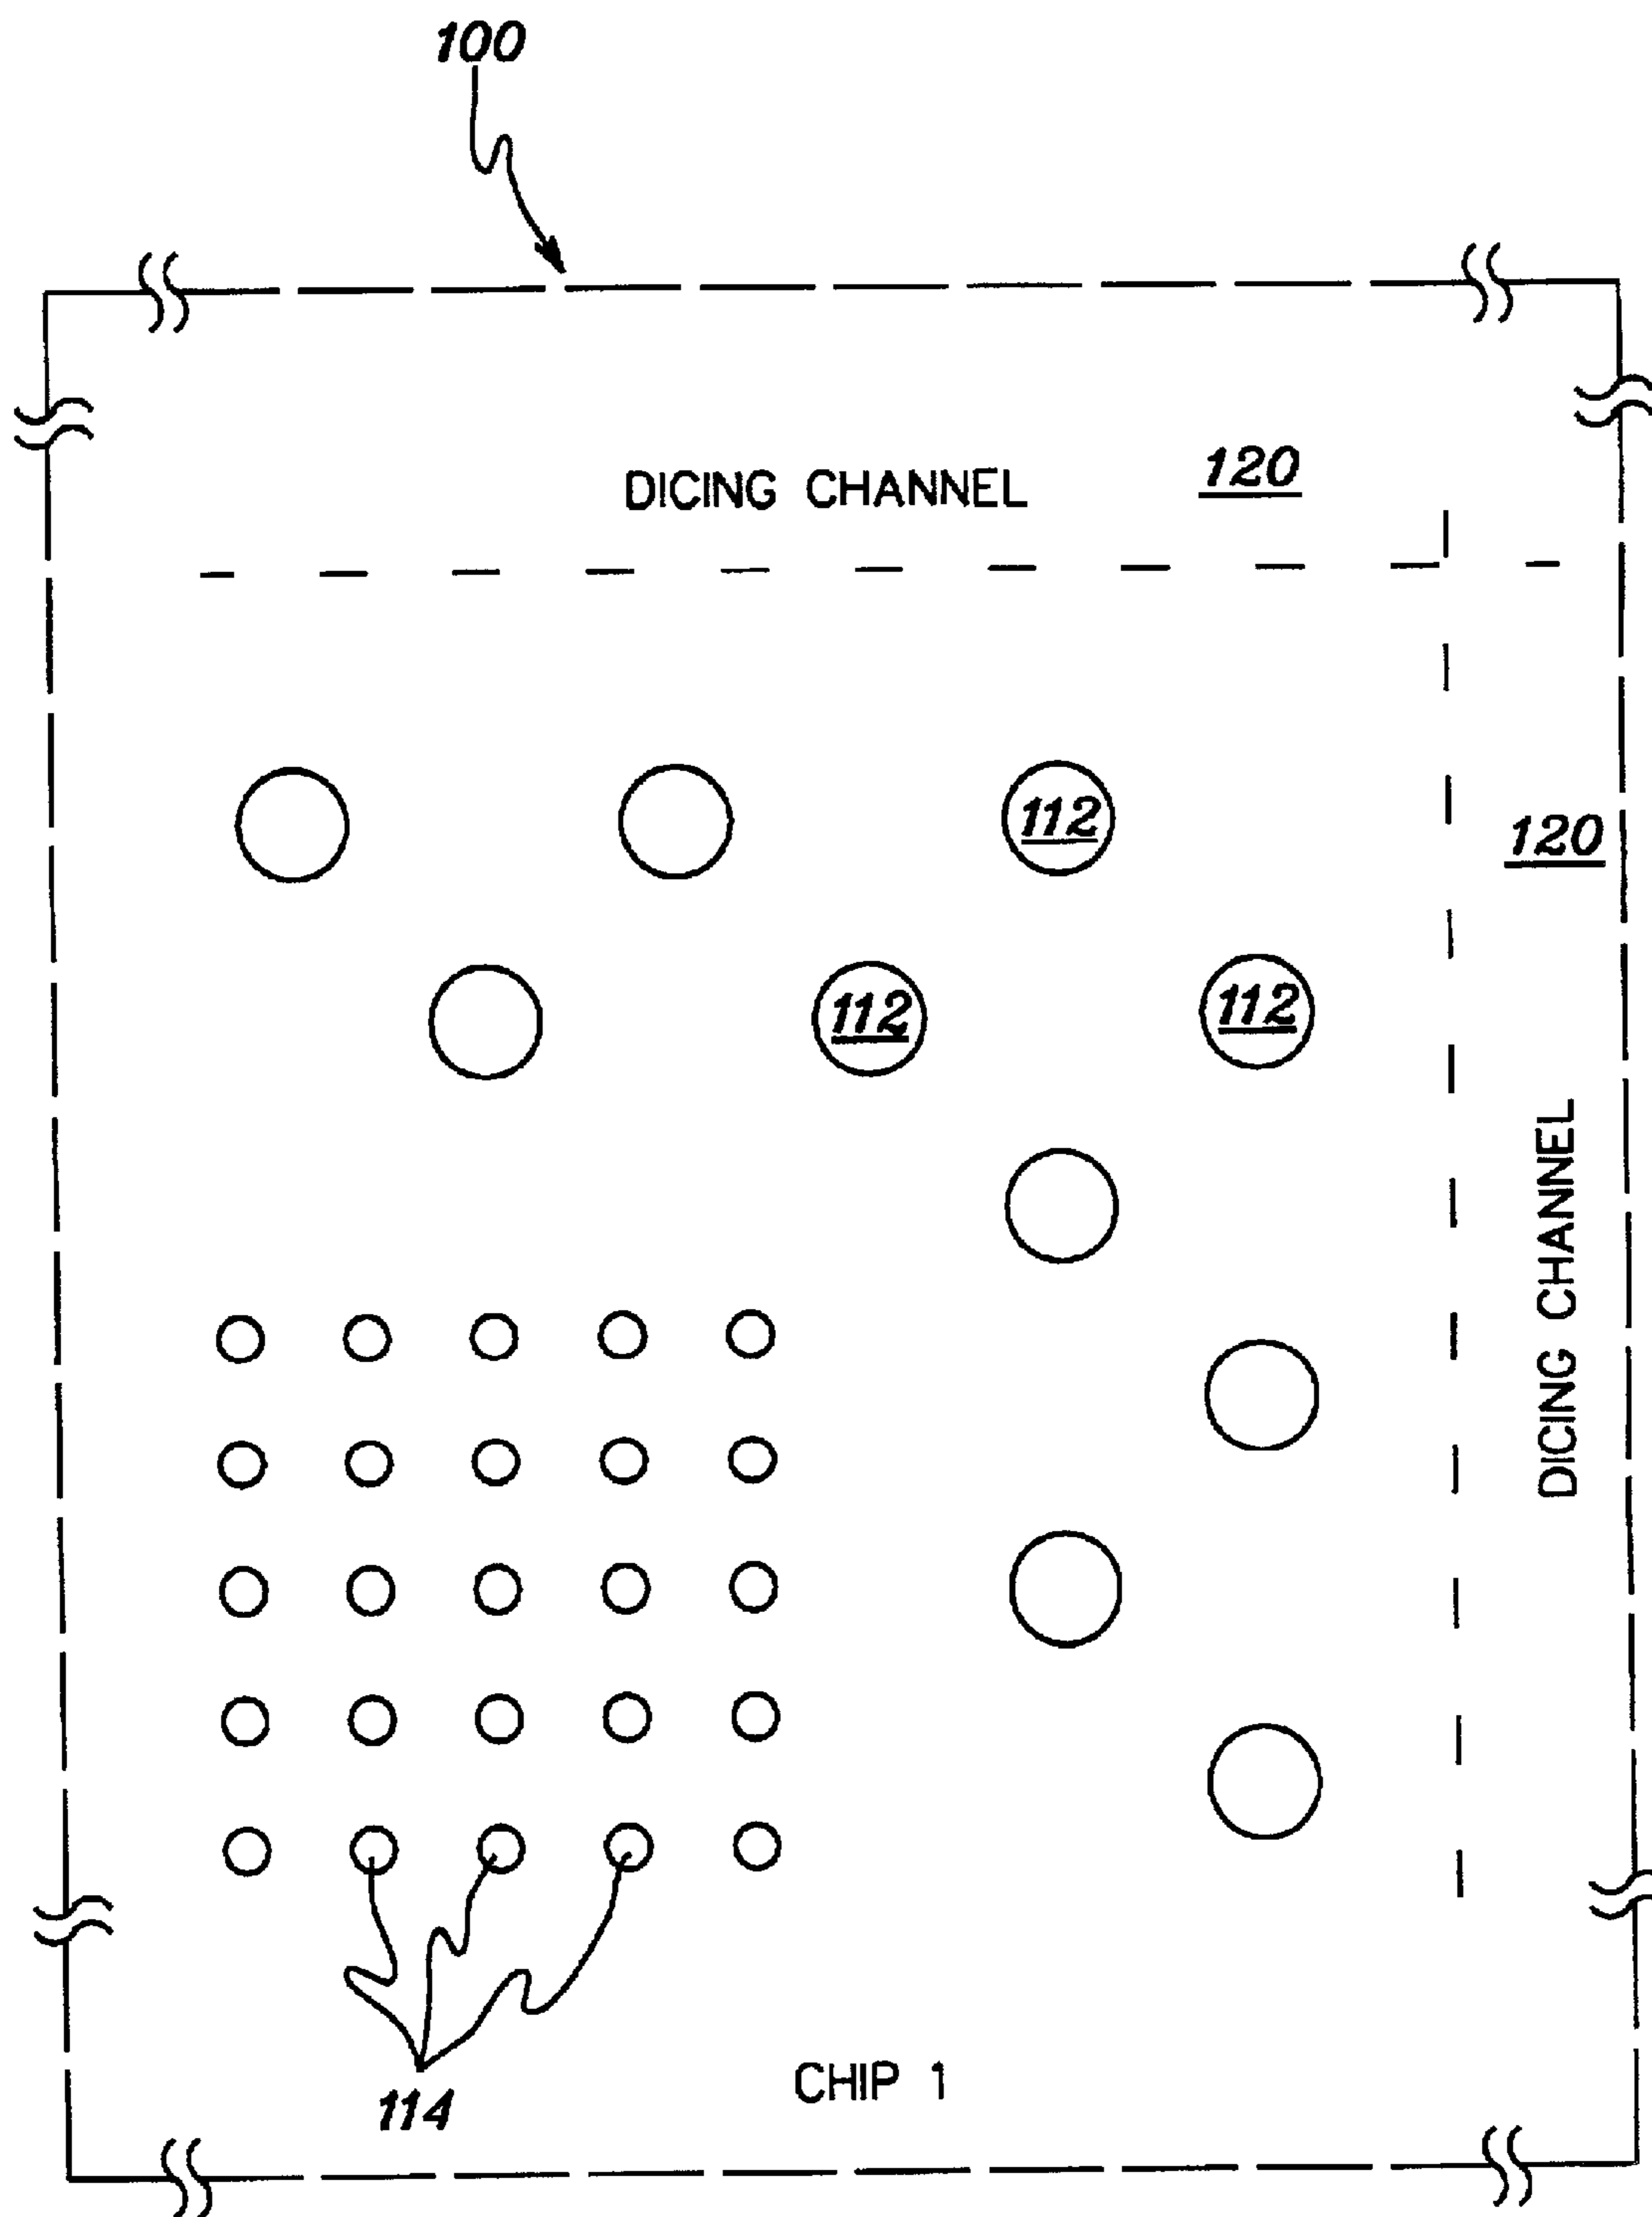 100
DICING CHANNEL 120
112
120
112 112
DICING CHANNEL
CHIP 1
114